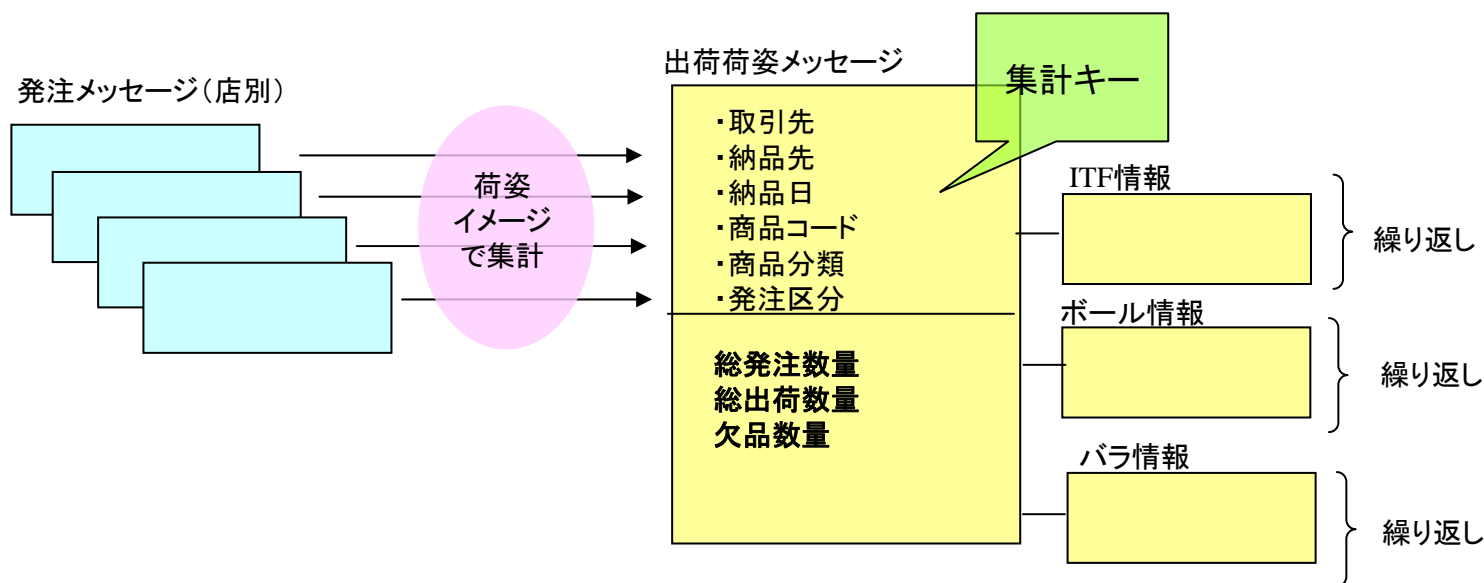 発注メッセージ（店別）
荷姿
イメージ
で集計
出荷荷姿メッセージ
集計キー
・取引先
・納品先
・納品日
・商品コード
・商品分類
・発注区分
総発注数量
総出荷数量
欠品数量
ITF情報
繰り返し
ボール情報
繰り返し
バラ情報
繰り返し